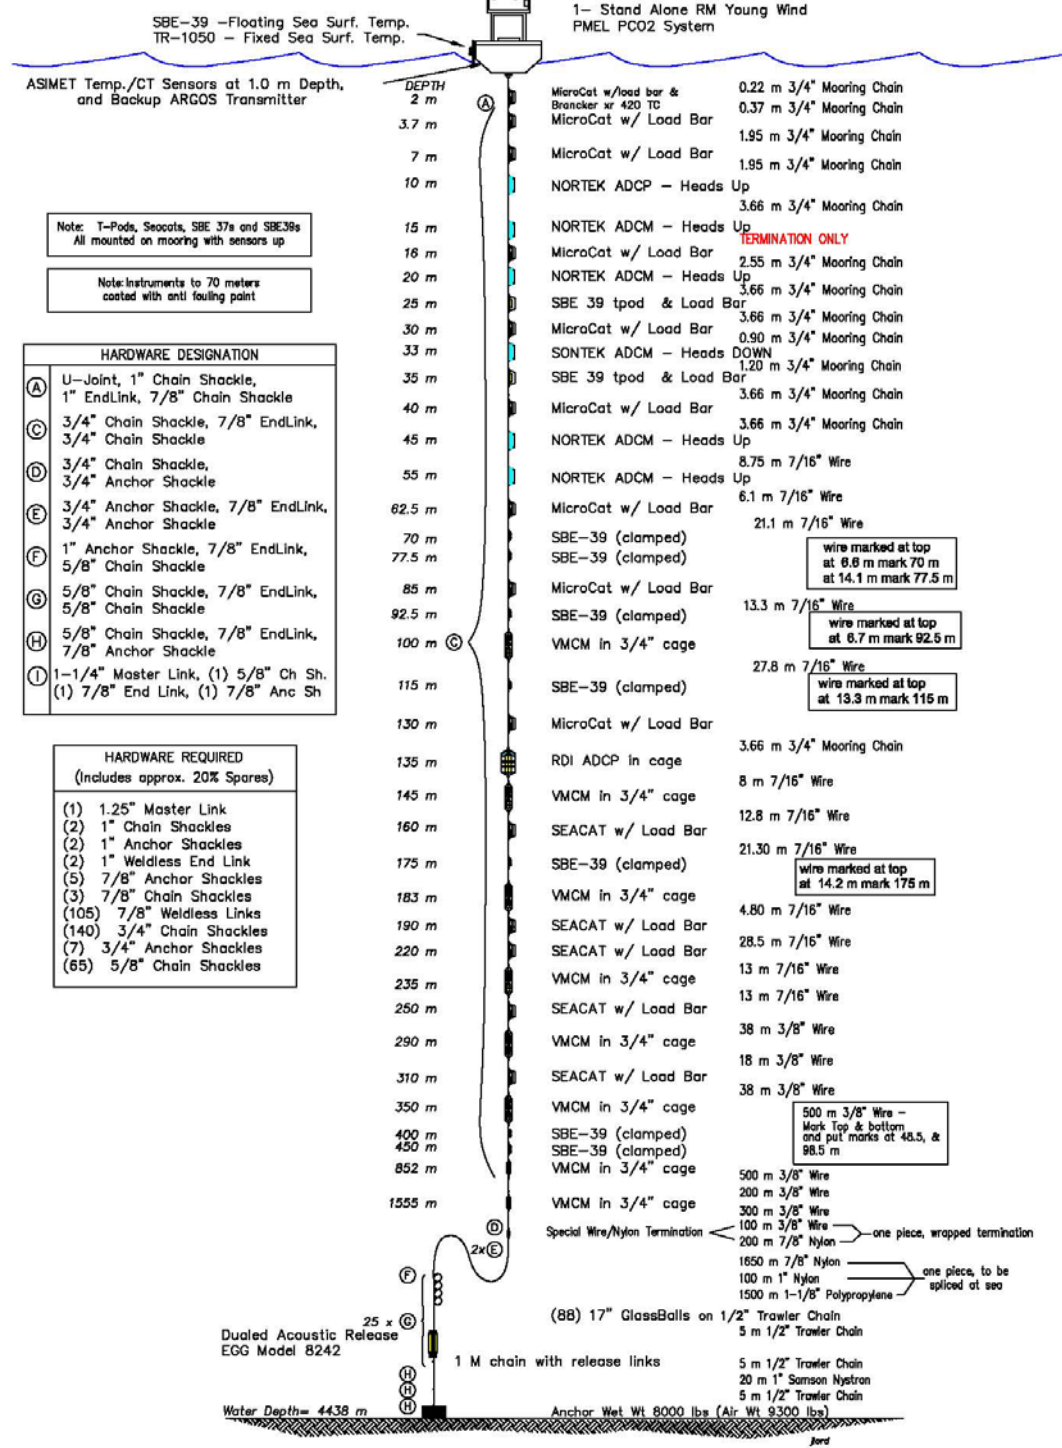 1- Stand Alone RM Young Wind
PMEL PCO2 System
SBE-39 -Floating Sea Surf. Temp.
TR-1050 - Fixed Sea Surf. Temp.
ASIMET Temp./CT Sensors at 1.0 m Depth,
and Backup ARGOS Transmitter
DEPTH
2 m
A
MicroCat w/load bar &
Brancker xr 420 TC
0.22 m 3/4" Mooring Chain
0.37 m 3/4" Mooring Chain
3.7 m
MicroCat w/ Load Bar
1.95 m 3/4" Mooring Chain
7 m
MicroCat w/ Load Bar
1.95 m 3/4" Mooring Chain
10 m
NORTEK ADCP - Heads Up
3.66 m 3/4" Mooring Chain
15 m
NORTEK ADCM - Heads Up
TERMINATION ONLY
16 m
MicroCat w/ Load Bar
2.55 m 3/4" Mooring Chain
20 m
NORTEK ADCM - Heads Up
3.66 m 3/4" Mooring Chain
25 m
SBE 39 tpod & Load Bar
3.66 m 3/4" Mooring Chain
30 m
MicroCat w/ Load Bar
0.90 m 3/4" Mooring Chain
33 m
SONTEK ADCM - Heads DOWN
1.20 m 3/4" Mooring Chain
35 m
SBE 39 tpod & Load Bar
3.66 m 3/4" Mooring Chain
40 m
MicroCat w/ Load Bar
3.66 m 3/4" Mooring Chain
45 m
NORTEK ADCM - Heads Up
8.75 m 7/16" Wire
55 m
NORTEK ADCM - Heads Up
6.1 m 7/16" Wire
62.5 m
MicroCat w/ Load Bar
21.1 m 7/16" Wire
70 m
SBE-39 (clamped)
77.5 m
SBE-39 (clamped)
wire marked at top
at 6.6 m mark 70 m
at 14.1 m mark 77.5 m
85 m
MicroCat w/ Load Bar
13.3 m 7/16" Wire
92.5 m
SBE-39 (clamped)
wire marked at top
at 6.7 m mark 92.5 m
100 m
C
VMCM in 3/4" cage
27.8 m 7/16" Wire
115 m
SBE-39 (clamped)
wire marked at top
at 13.3 m mark 115 m
130 m
MicroCat w/ Load Bar
3.66 m 3/4" Mooring Chain
135 m
RDI ADCP in cage
8 m 7/16" Wire
145 m
VMCM in 3/4" cage
12.8 m 7/16" Wire
160 m
SEACAT w/ Load Bar
21.30 m 7/16" Wire
175 m
SBE-39 (clamped)
wire marked at top
at 14.2 m mark 175 m
183 m
VMCM in 3/4" cage
4.80 m 7/16" Wire
190 m
SEACAT w/ Load Bar
28.5 m 7/16" Wire
220 m
SEACAT w/ Load Bar
13 m 7/16" Wire
235 m
VMCM in 3/4" cage
13 m 7/16" Wire
250 m
SEACAT w/ Load Bar
38 m 3/8" Wire
290 m
VMCM in 3/4" cage
18 m 3/8" Wire
310 m
SEACAT w/ Load Bar
38 m 3/8" Wire
350 m
VMCM in 3/4" cage
500 m 3/8" Wire -
Mark Top & bottom
and put marks at 48.5, &
98.5 m
400 m
SBE-39 (clamped)
450 m
SBE-39 (clamped)
852 m
VMCM in 3/4" cage
500 m 3/8" Wire
200 m 3/8" Wire
1555 m
VMCM in 3/4" cage
300 m 3/8" Wire
D
Special Wire/Nylon Termination
100 m 3/8" Wire
200 m 7/8" Nylon
one piece, wrapped termination
2x E
1650 m 7/8" Nylon
100 m 1" Nylon
1500 m 1-1/8" Polypropylene
one piece, to be
spliced at sea
F
(88) 17" GlassBalls on 1/2" Trawler Chain
25 x G
5 m 1/2" Trawler Chain
Dualed Acoustic Release
EGG Model 8242
1 M chain with release links
5 m 1/2" Trawler Chain
H
20 m 1" Samson Nystron
H
5 m 1/2" Trawler Chain
H
Water Depth= 4438 m
Anchor Wet Wt 8000 lbs (Air Wt 9300 lbs)
jlord
Note: T-Pods, Seacats, SBE 37s and SBE39s
All mounted on mooring with sensors up
Note:Instruments to 70 meters
coated with anti fouling paint
HARDWARE DESIGNATION
A U-Joint, 1" Chain Shackle,
1" EndLink, 7/8" Chain Shackle
C 3/4" Chain Shackle, 7/8" EndLink,
3/4" Chain Shackle
D 3/4" Chain Shackle,
3/4" Anchor Shackle
E 3/4" Anchor Shackle, 7/8" EndLink,
3/4" Anchor Shackle
F 1" Anchor Shackle, 7/8" EndLink,
5/8" Chain Shackle
G 5/8" Chain Shackle, 7/8" EndLink,
5/8" Chain Shackle
H 5/8" Chain Shackle, 7/8" EndLink,
7/8" Anchor Shackle
I 1-1/4" Master Link, (1) 5/8" Ch Sh.
(1) 7/8" End Link, (1) 7/8" Anc Sh
HARDWARE REQUIRED
(Includes approx. 20% Spares)
(1) 1.25" Master Link
(2) 1" Chain Shackles
(2) 1" Anchor Shackles
(2) 1" Weldless End Link
(5) 7/8" Anchor Shackles
(3) 7/8" Chain Shackles
(105) 7/8" Weldless Links
(140) 3/4" Chain Shackles
(7) 3/4" Anchor Shackles
(65) 5/8" Chain Shackles